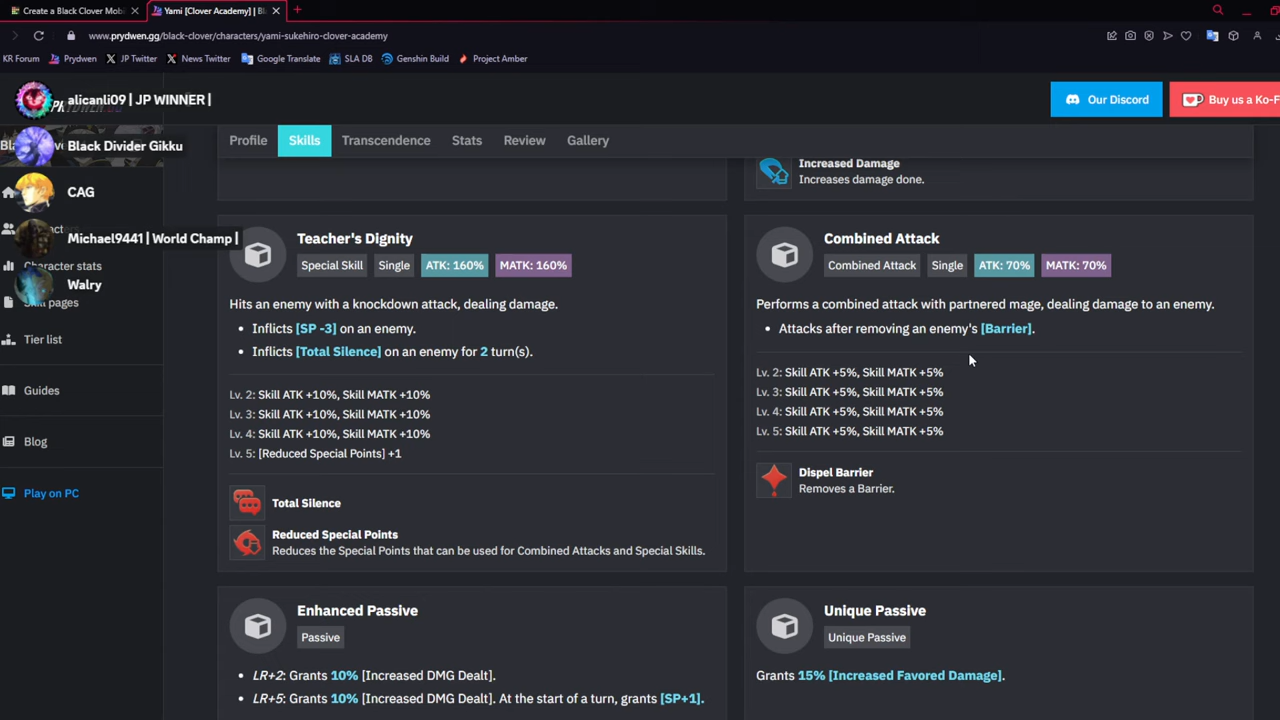 Create a Black Clover Mobi
Yami [Clover Academy] | Bl
www.prydwen.gg/black-clover/characters/yami-sukehiro-clover-academy
KR Forum
Prydwen
JP Twitter
News Twitter
Google Translate
SLA DB
Genshin Build
Project Amber
alicanli09 | JP WINNER |
Our Discord
Buy us a Ko-F
Black Divider Gikku
Profile
Skills
Transcendence
Stats
Review
Gallery
CAG
Michael9441 | World Champ |
Character stats
Walry
pages
Tier list
Guides
Blog
Play on PC
Increased Damage
Increases damage done.
Teacher's Dignity
Special Skill
Single
ATK: 160%
MATK: 160%
Hits an enemy with a knockdown attack, dealing damage.
• Inflicts [SP -3] on an enemy.
• Inflicts [Total Silence] on an enemy for 2 turn(s).
Lv. 2: Skill ATK +10%, Skill MATK +10%
Lv. 3: Skill ATK +10%, Skill MATK +10%
Lv. 4: Skill ATK +10%, Skill MATK +10%
Lv. 5: [Reduced Special Points] +1
Total Silence
Reduced Special Points
Reduces the Special Points that can be used for Combined Attacks and Special Skills.
Combined Attack
Combined Attack
Single
ATK: 70%
MATK: 70%
Performs a combined attack with partnered mage, dealing damage to an enemy.
• Attacks after removing an enemy's [Barrier].
Lv. 2: Skill ATK +5%, Skill MATK +5%
Lv. 3: Skill ATK +5%, Skill MATK +5%
Lv. 4: Skill ATK +5%, Skill MATK +5%
Lv. 5: Skill ATK +5%, Skill MATK +5%
Dispel Barrier
Removes a Barrier.
Enhanced Passive
Passive
• LR+2: Grants 10% [Increased DMG Dealt].
• LR+5: Grants 10% [Increased DMG Dealt]. At the start of a turn, grants [SP+1].
Unique Passive
Unique Passive
Grants 15% [Increased Favored Damage].